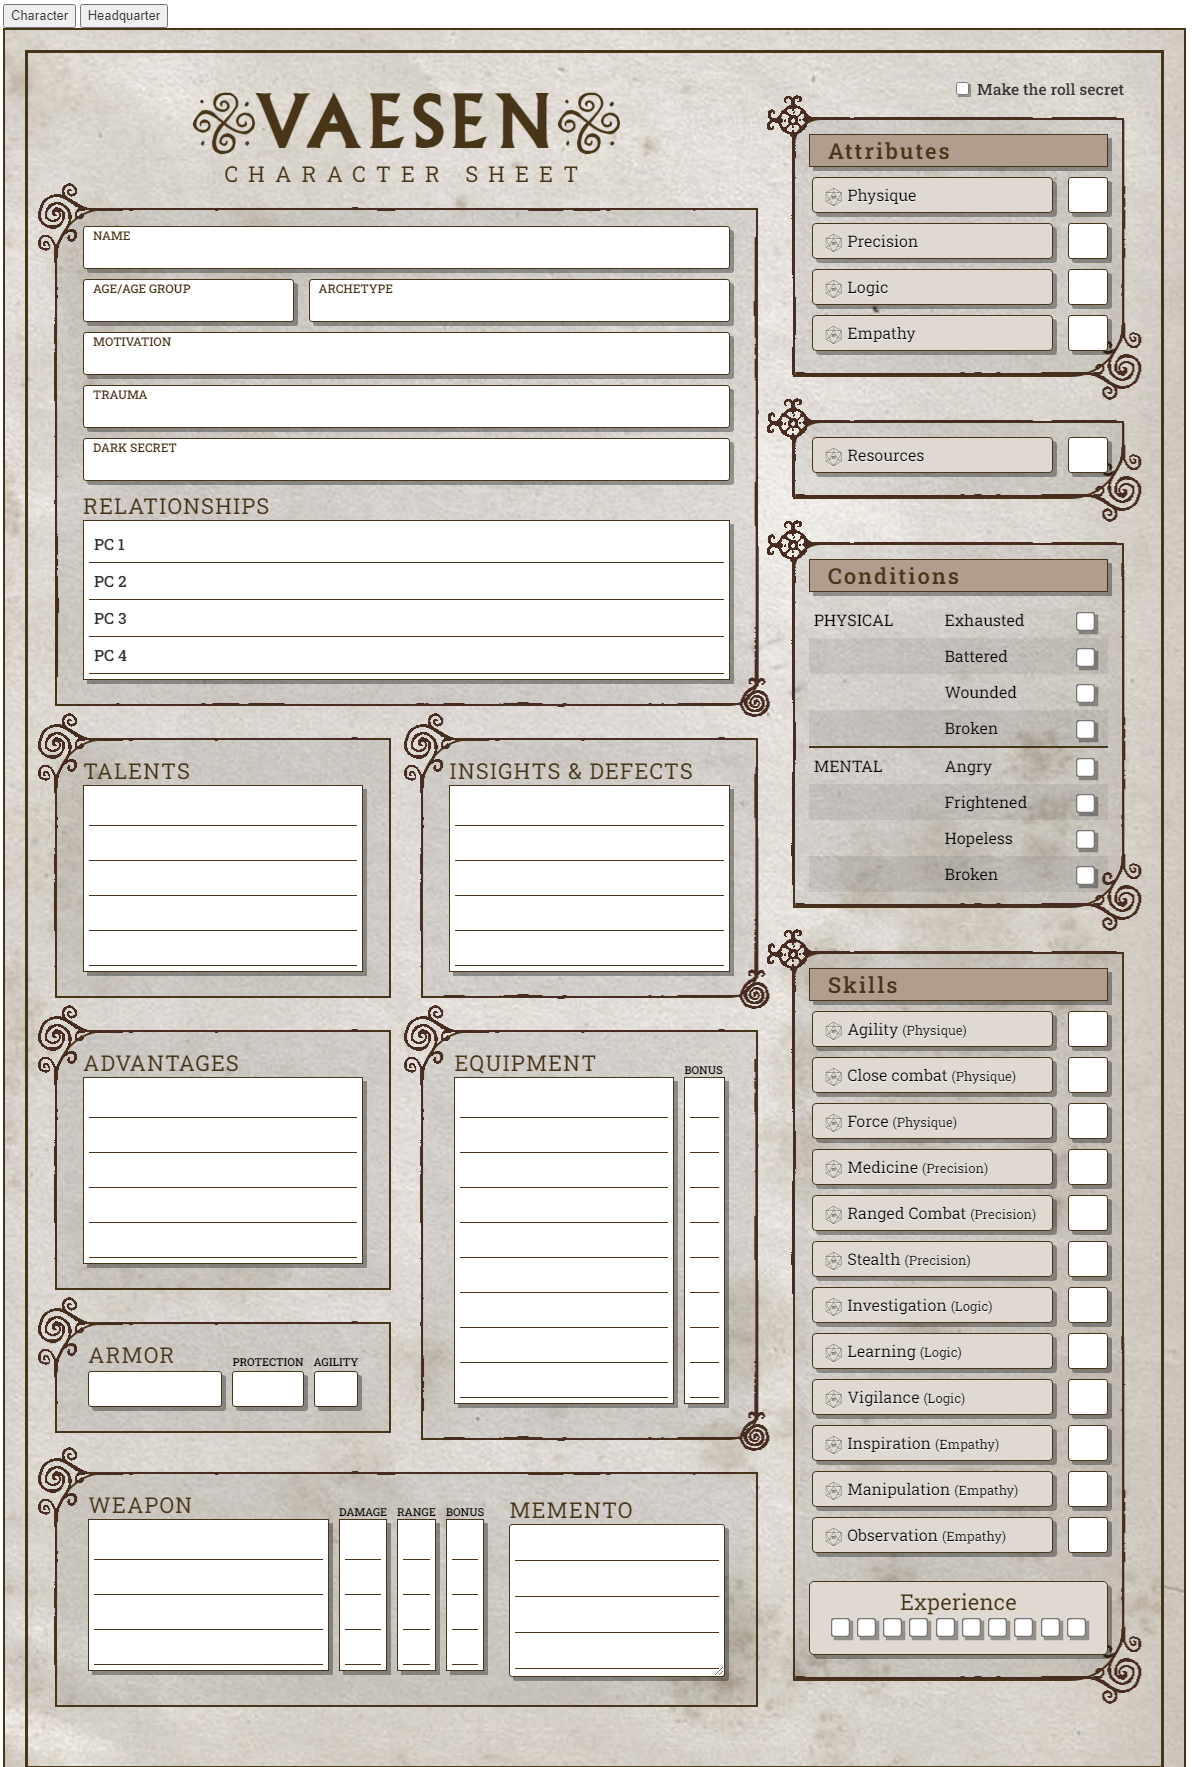 Character Headquarter
Make the roll secret
VAESEN
CHARACTER SHEET
NAME
AGE/AGE GROUP ARCHETYPE
MOTIVATION
TRAUMA
DARK SECRET
RELATIONSHIPS
PC 1
PC 2
PC 3
PC 4
TALENTS
INSIGHTS & DEFECTS
ADVANTAGES
EQUIPMENT BONUS
ARMOR PROTECTION AGILITY
WEAPON DAMAGE RANGE BONUS
MEMENTO
Attributes
Physique
Precision
Logic
Empathy
Resources
Conditions
PHYSICAL Exhausted
Battered
Wounded
Broken
MENTAL Angry
Frightened
Hopeless
Broken
Skills
Agility (Physique)
Close combat (Physique)
Force (Physique)
Medicine (Precision)
Ranged Combat (Precision)
Stealth (Precision)
Investigation (Logic)
Learning (Logic)
Vigilance (Logic)
Inspiration (Empathy)
Manipulation (Empathy)
Observation (Empathy)
Experience